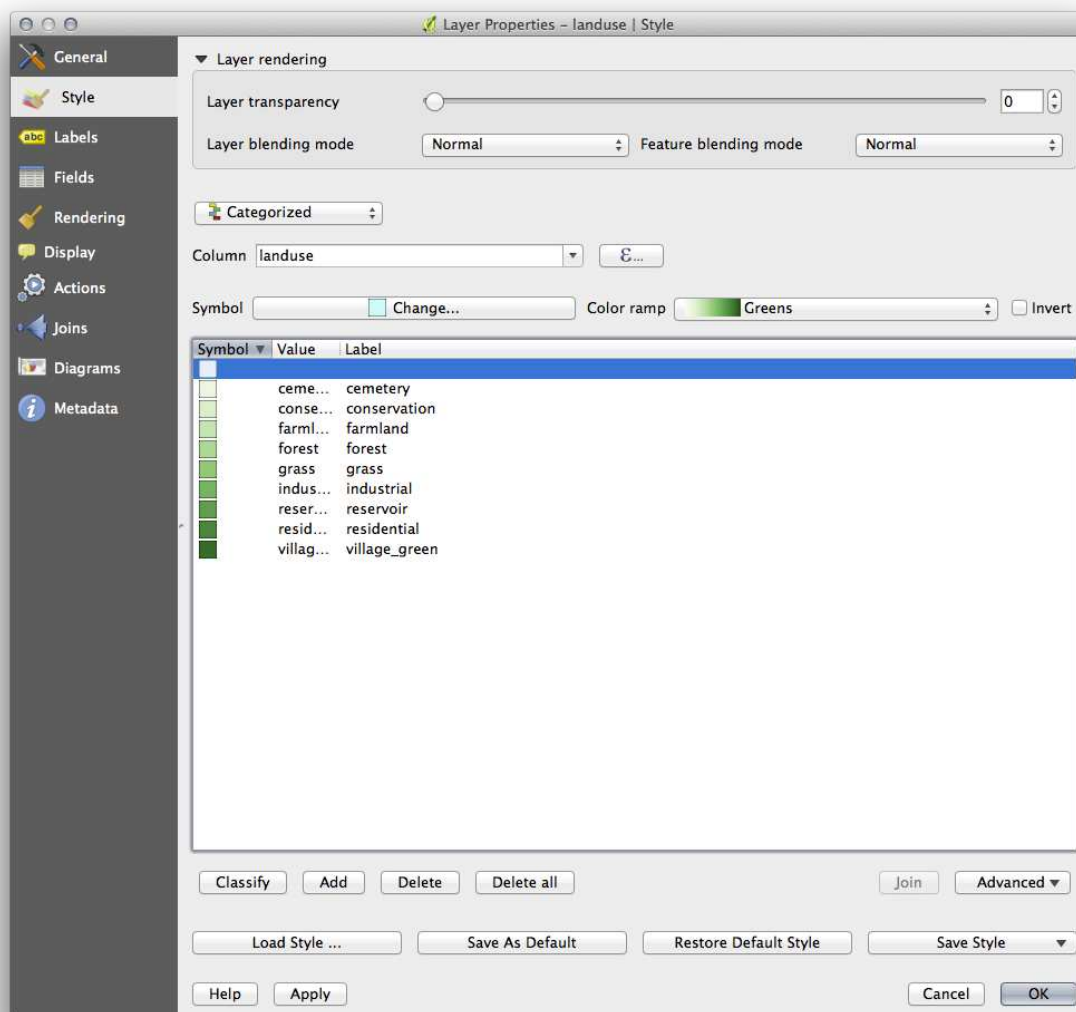 Layer Properties – landuse | Style
General
Style
abc Labels
Fields
Rendering
Display
Actions
Joins
Diagrams
i Metadata
Layer rendering
Layer transparency 0
Layer blending mode Normal Feature blending mode Normal
Categorized
Column landuse ε...
Symbol Change... Color ramp Greens Invert
Symbol Value Label
ceme... cemetery
conse... conservation
farml... farmland
forest forest
grass grass
indus... industrial
reser... reservoir
resid... residential
villag... village_green
Classify Add Delete Delete all Join Advanced
Load Style ... Save As Default Restore Default Style Save Style
Help Apply Cancel OK